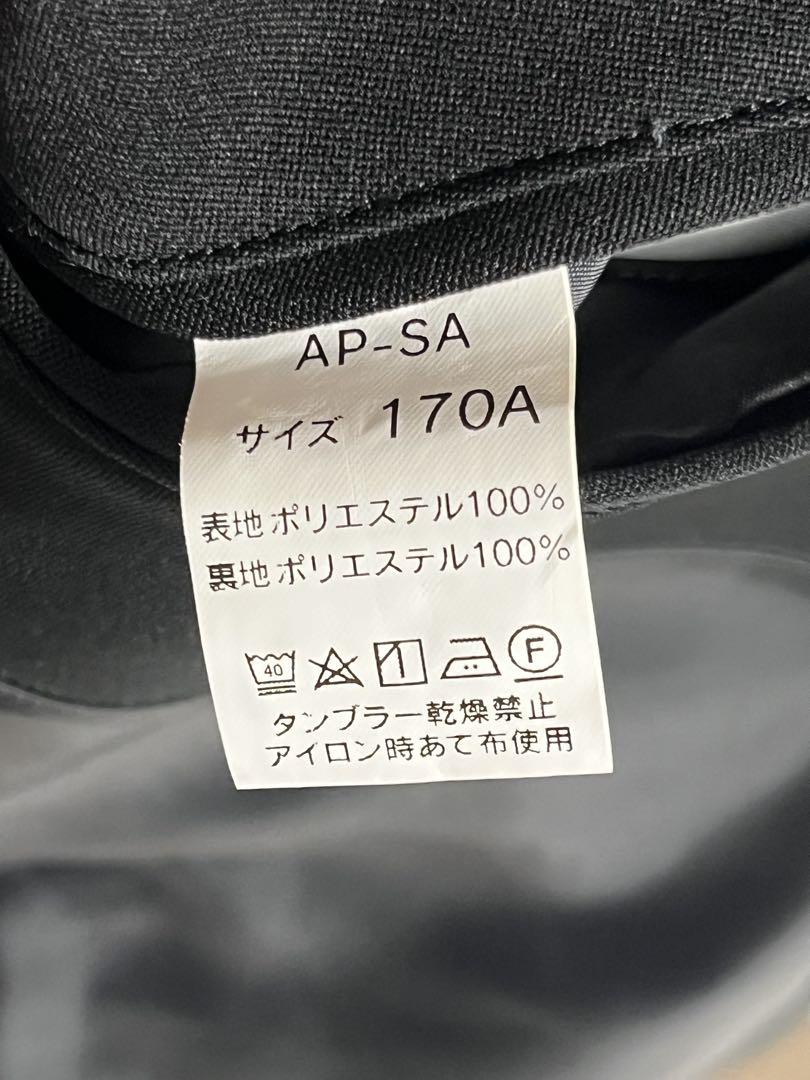 AP-SA
サイズ 170A
表地 ポリエステル100%
裏地 ポリエステル100%
40 F
タンブラー乾燥禁止
アイロン時あて布使用